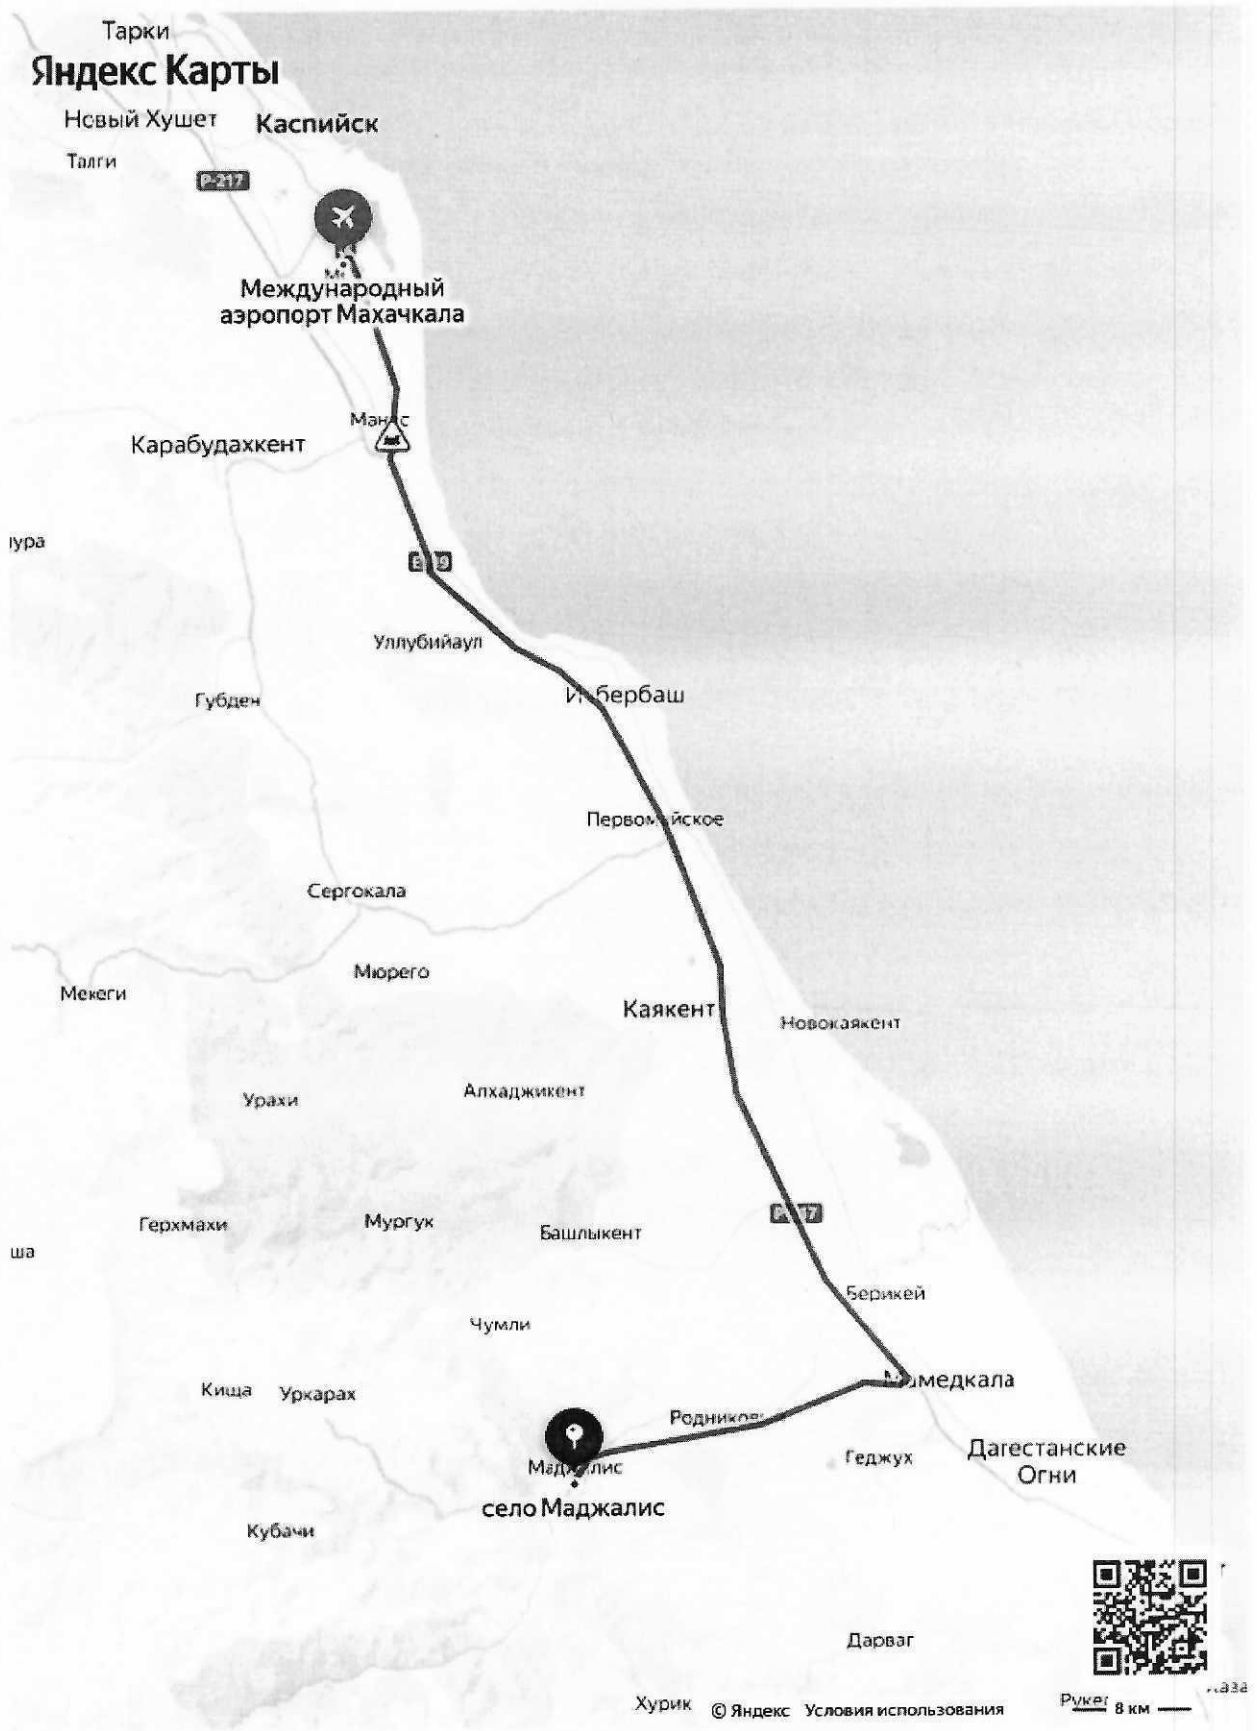 Тарки
Яндекс Карты
Новый Хушет
Каспийск
Талги
Р-217
Международный
аэропорт Махачкала
Манас
Карабудахкент
Уллубийаул
Избербаш
Губден
Первомайское
Сергокала
Мюрего
Мекеги
Каякент
Новокаякент
Алхаджикент
Урахи
Герхмахи
Мургук
Башлыкент
ша
Берикей
Чумли
Мамедкала
Кища
Уркарах
Геджух
Дагестанские
Огни
Маджалис
село Маджалис
Кубачи
Дарваг
Хурик
© Яндекс Условия использования
8 км